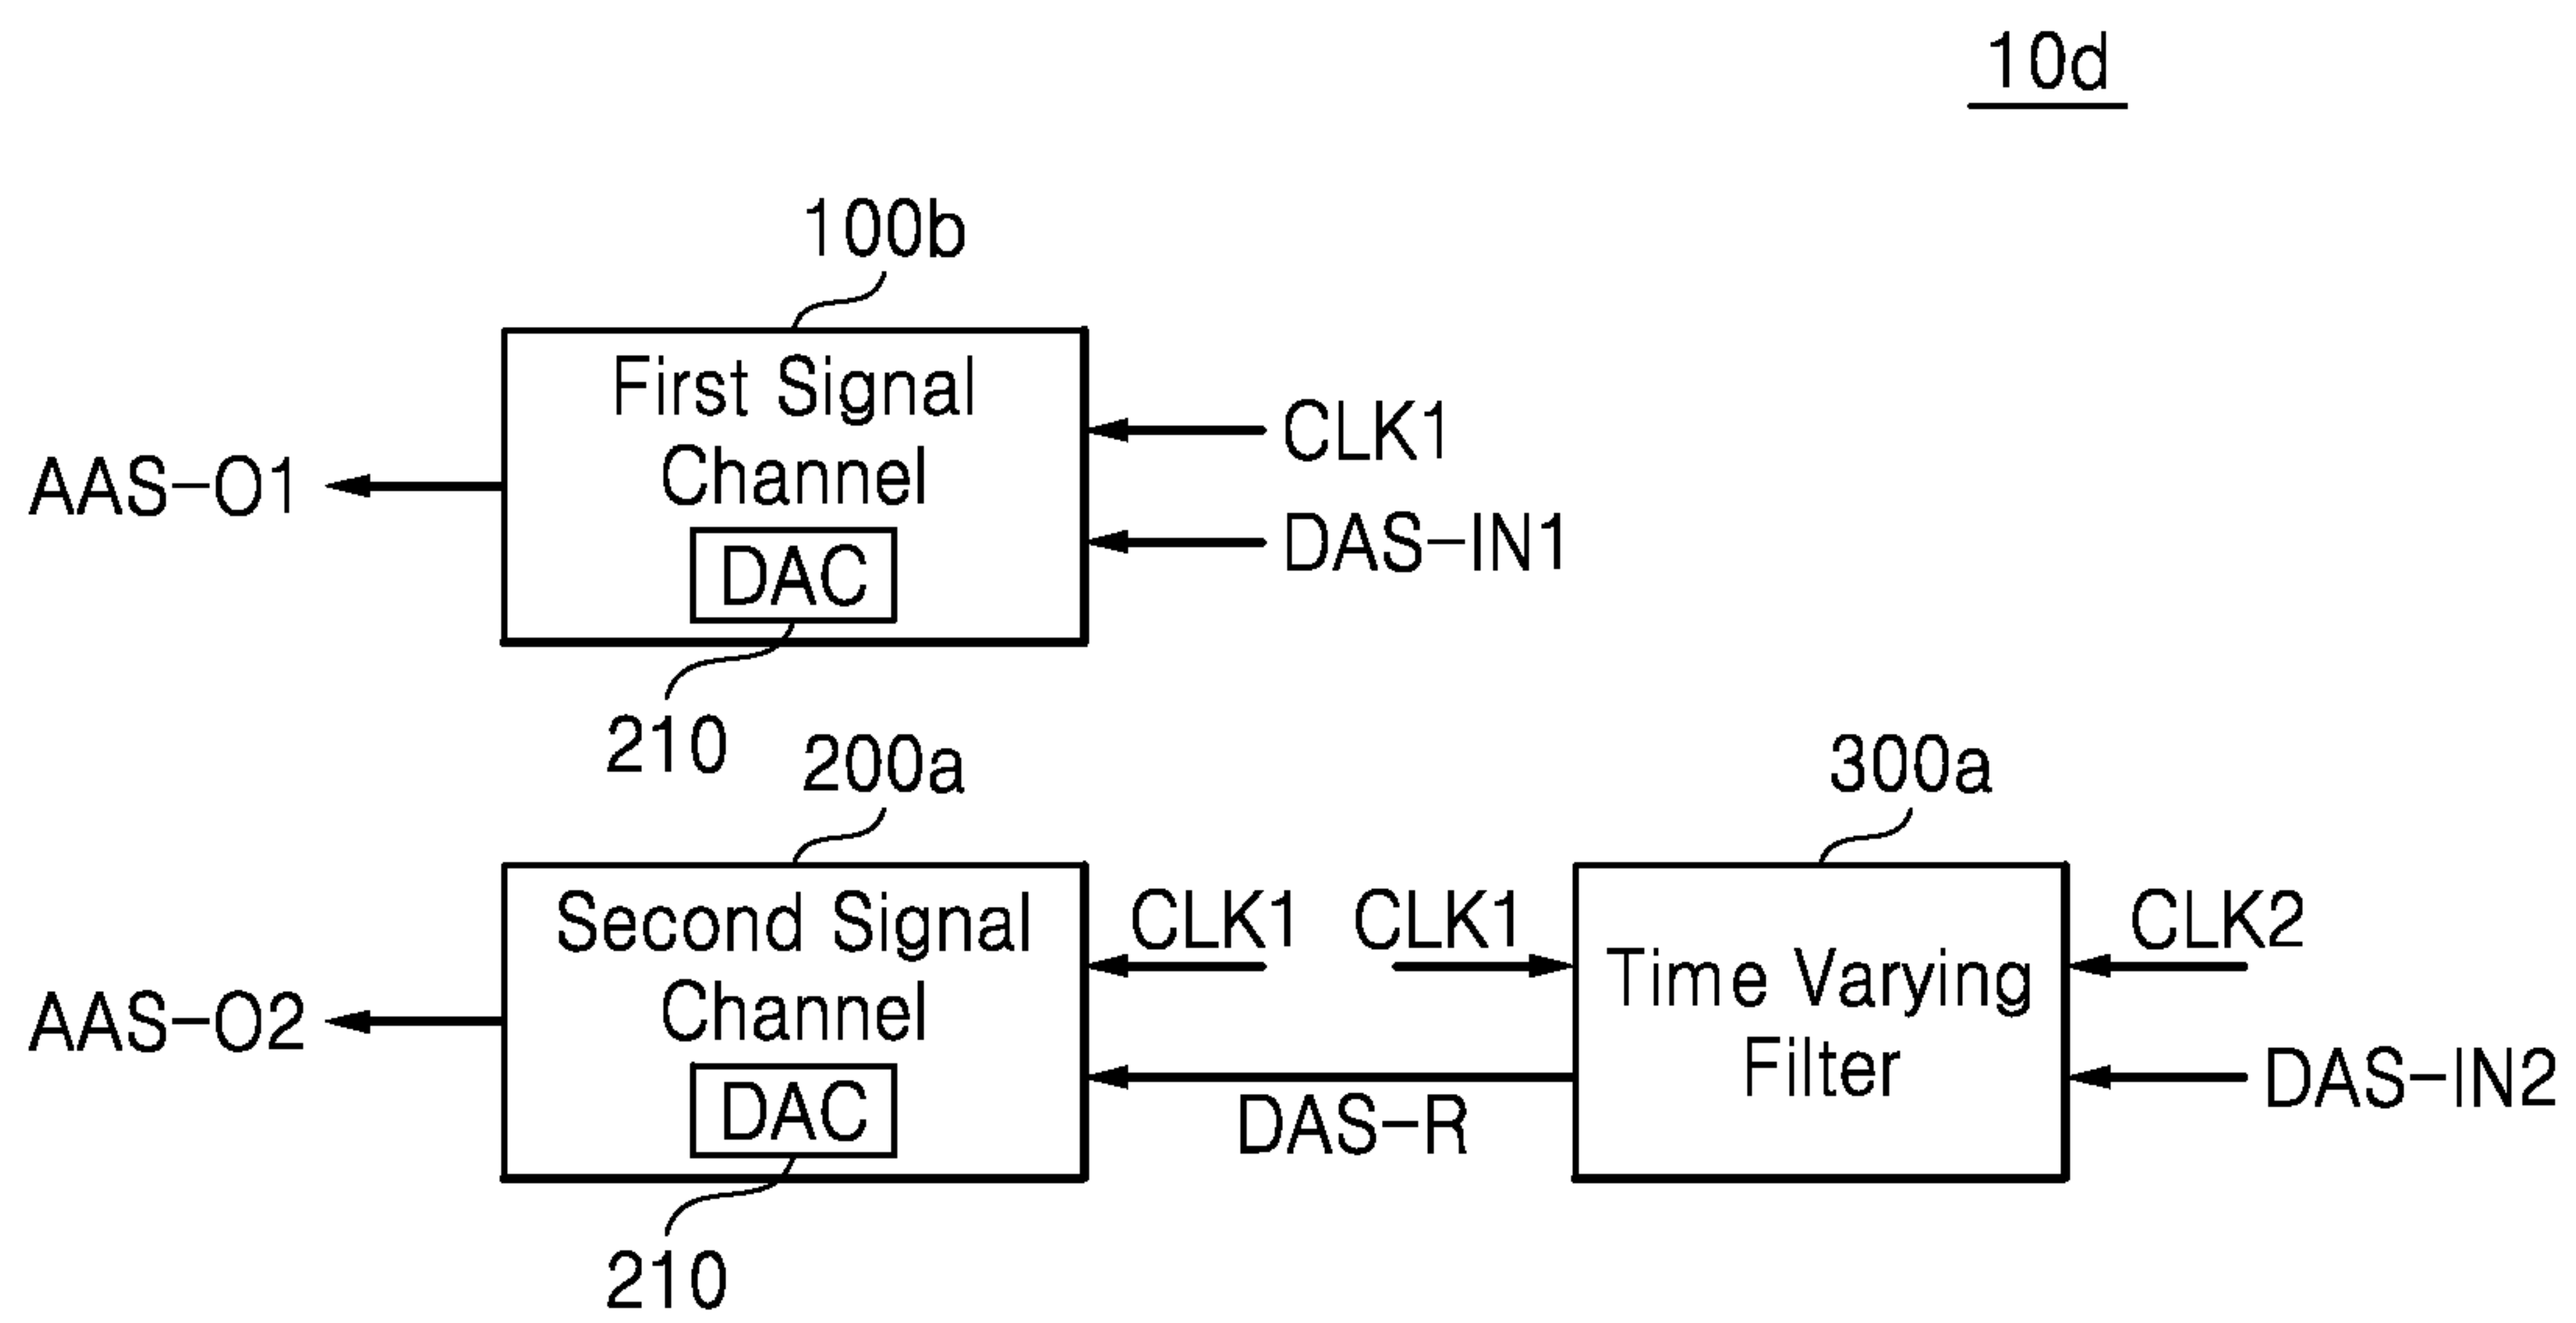 10d
100b
First Signal
Channel
DAC
CLK1
DAS-IN1
AAS-O1
210
200a
300a
Second Signal
Channel
DAC
CLK1
CLK1
Time Varying
Filter
CLK2
DAS-IN2
AAS-O2
DAS-R
210